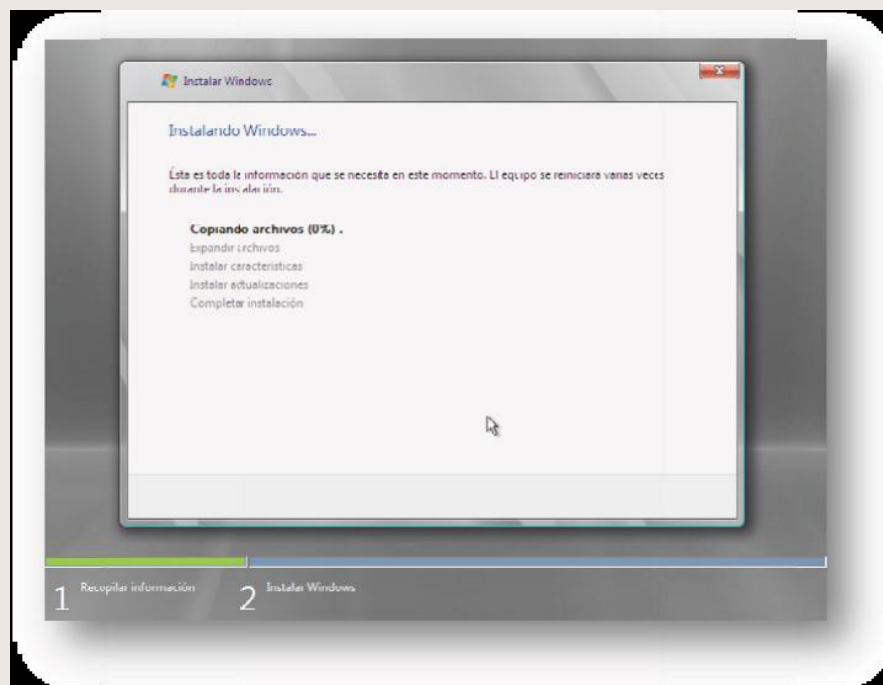 Instalar Windows
Instalando Windows...
Ésta es toda la información que se necesita en este momento. El equipo se reiniciará varias veces
durante la instalación.
Copiando archivos (0%) .
Expandir archivos
Instalar características
Instalar actualizaciones
Completar instalación
1 Recopilar información
2 Instalar Windows